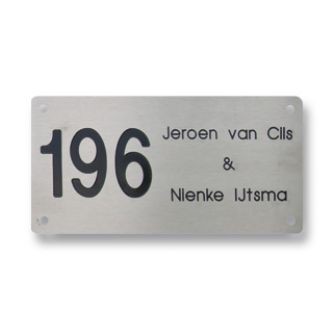 196
Jeroen van Cils
&
Nienke IJtsma